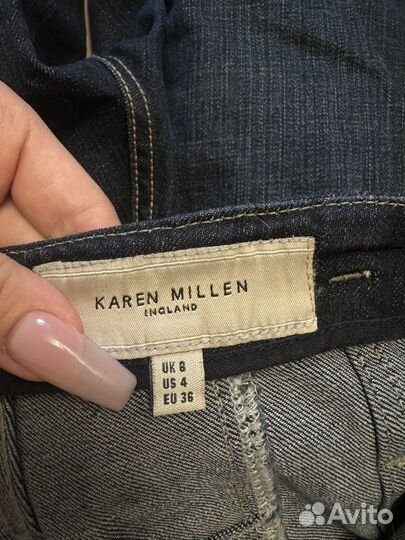 KAREN MILLEN
ENGLAND
UK 8
US 4
EU 36
Avito